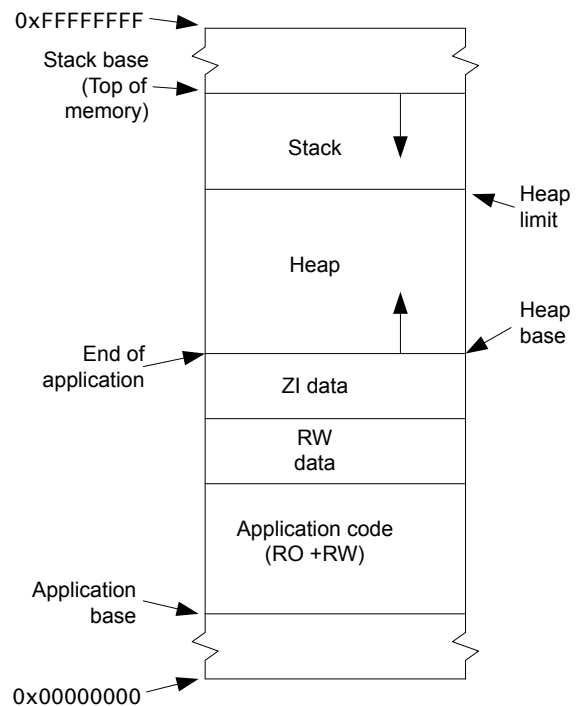 0xFFFFFFFF
Stack base
(Top of
memory)
Stack
Heap
limit
Heap
Heap
base
End of
application
ZI data
RW
data
Application code
(RO +RW)
Application
base
0x00000000